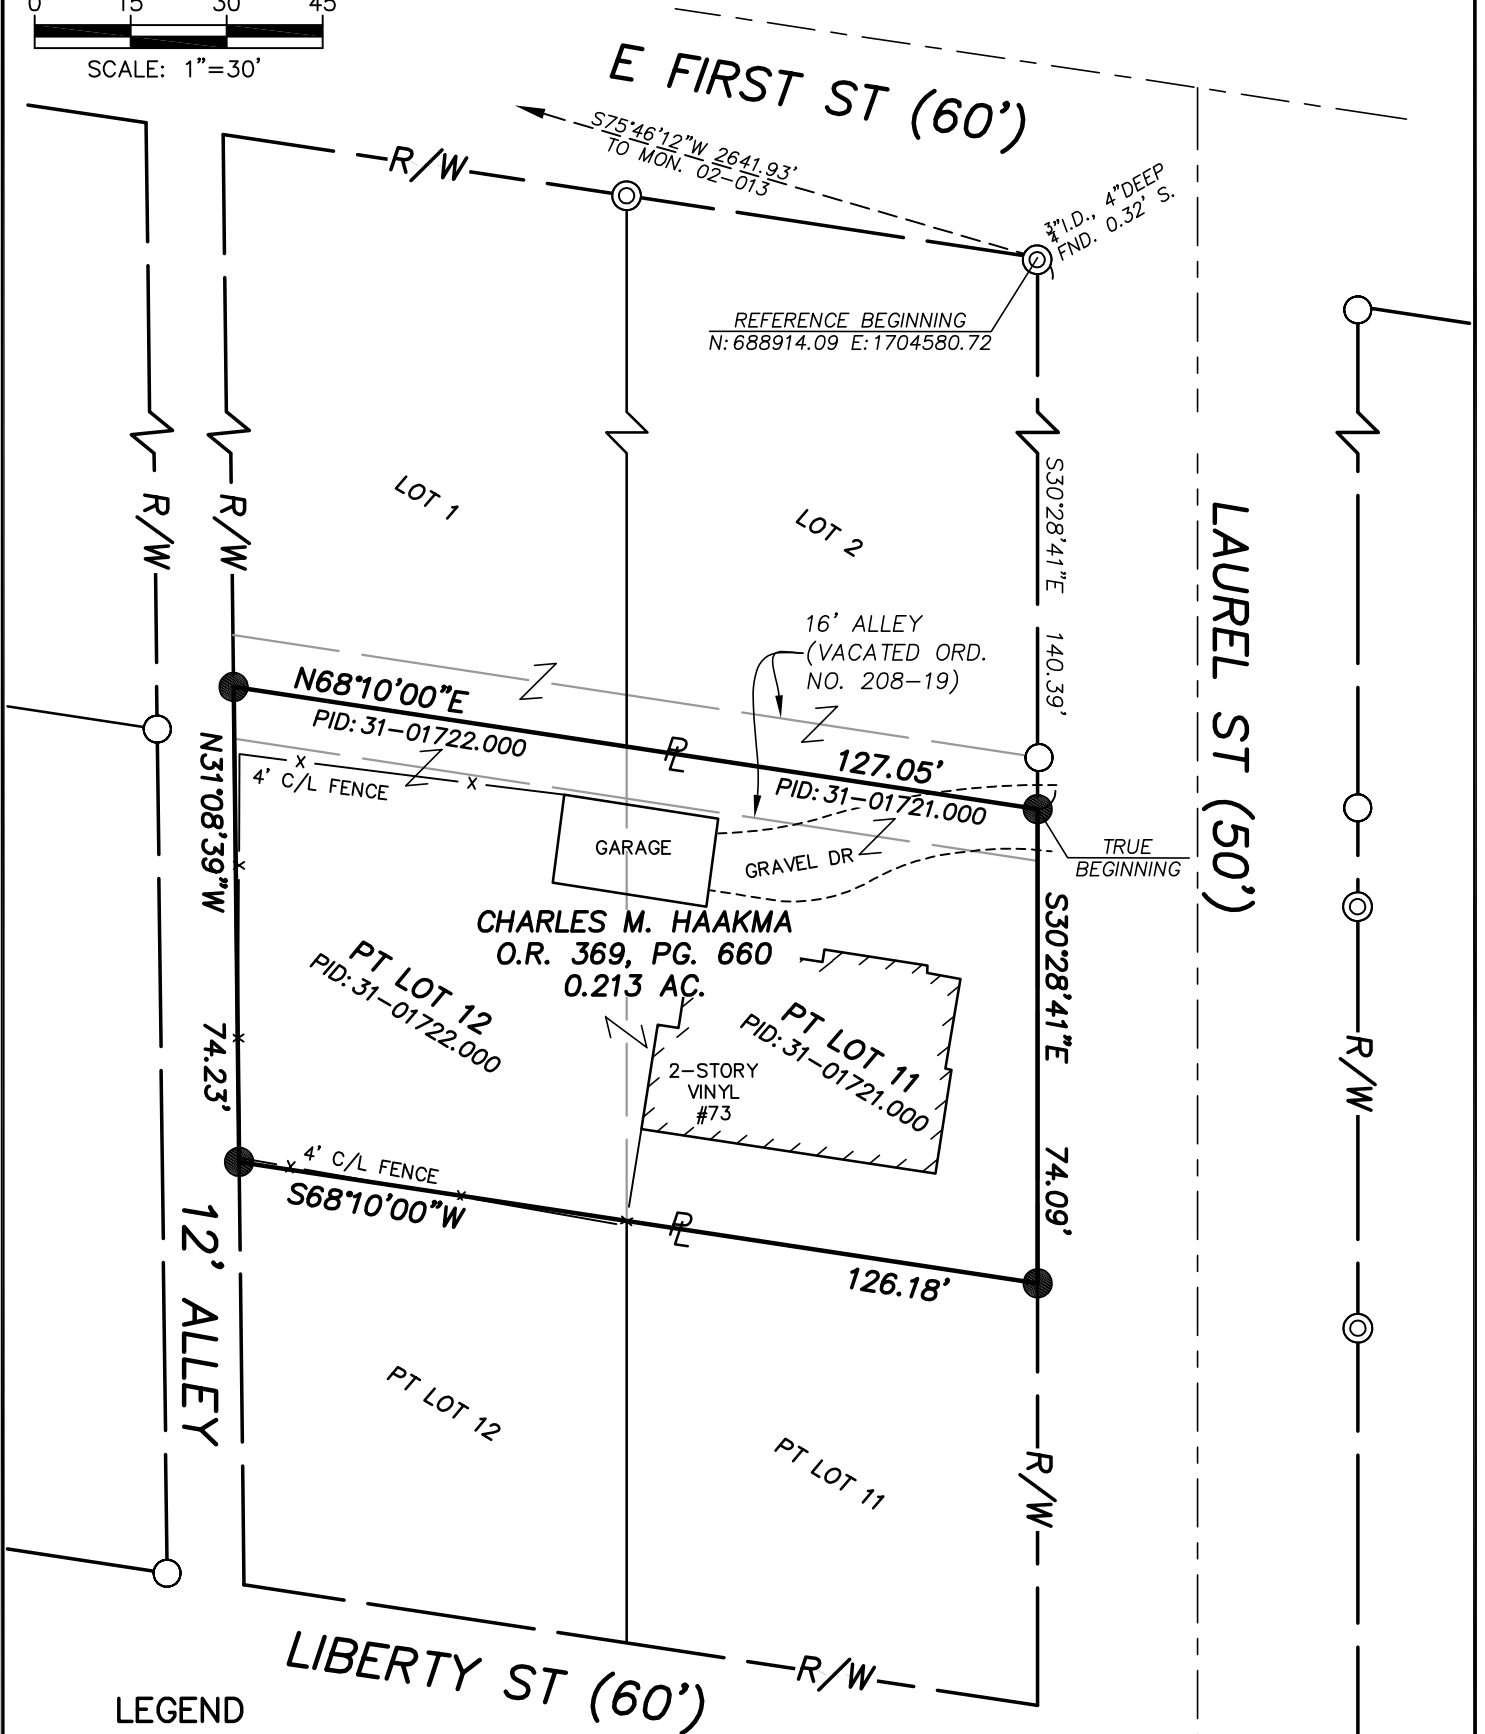 0 15 30 45
SCALE: 1"=30'
E FIRST ST (60')
S75°46'12"W 2641.93'
TO MON. 02-013
R/W
3/4"I.D., 4"DEEP
FND. 0.32' S.
REFERENCE BEGINNING
N:688914.09 E:1704580.72
LOT 1
LOT 2
S30°28'41"E 140.39'
R/W
R/W
LAUREL ST (50')
16' ALLEY
(VACATED ORD.
NO. 208-19)
N68°10'00"E
127.05'
PID: 31-01722.000
PL
PID: 31-01721.000
4' C/L FENCE
x
x
GARAGE
GRAVEL DR
TRUE
BEGINNING
N31°08'39"W
74.23'
x
x
CHARLES M. HAAKMA
O.R. 369, PG. 660
0.213 AC.
PT LOT 12
PID: 31-01722.000
PT LOT 11
PID: 31-01721.000
2-STORY
VINYL
#73
S30°28'41"E
74.09'
R/W
4' C/L FENCE
x
x
x
S68°10'00"W
PL
126.18'
12' ALLEY
PT LOT 12
PT LOT 11
R/W
LIBERTY ST (60')
R/W
LEGEND